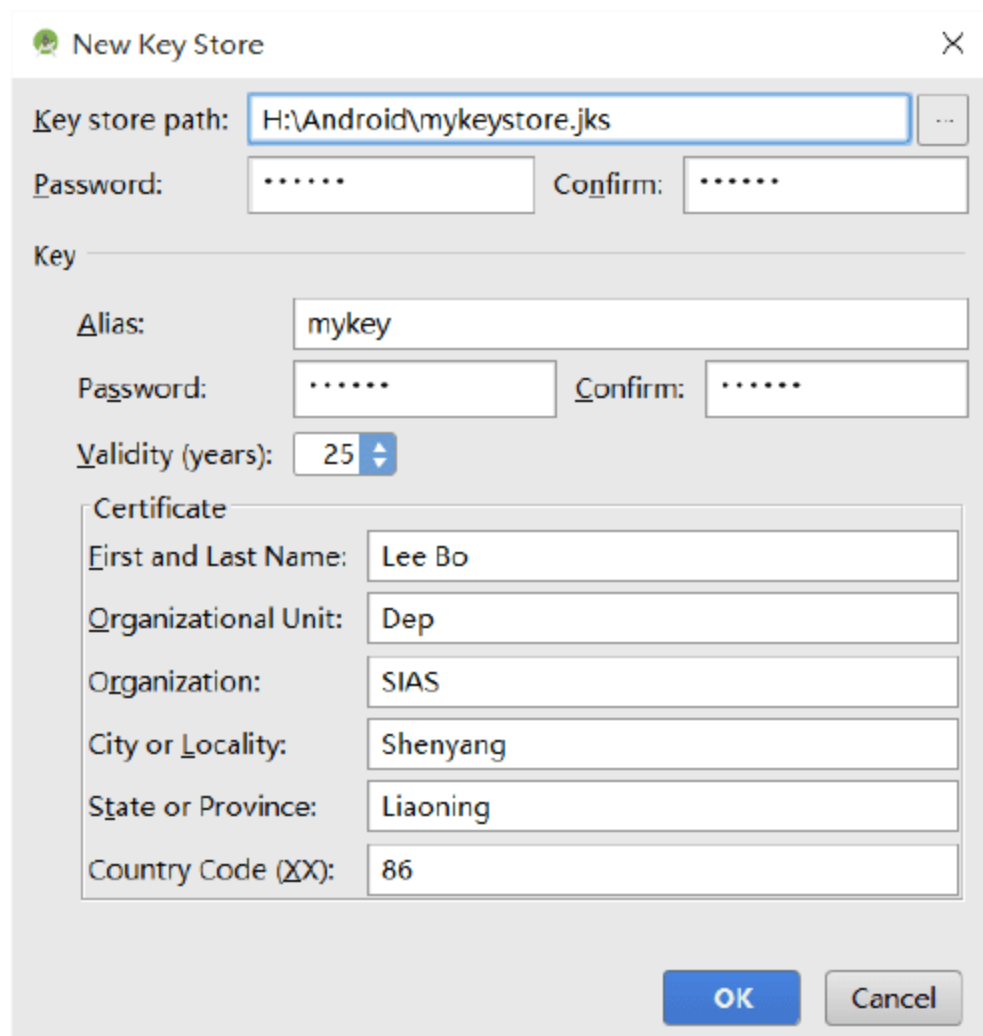 New Key Store
Key store path: H:\Android\mykeystore.jks ...
Password: •••••• Confirm: ••••••
Key
Alias: mykey
Password: •••••• Confirm: ••••••
Validity (years): 25
Certificate
First and Last Name: Lee Bo
Organizational Unit: Dep
Organization: SIAS
City or Locality: Shenyang
State or Province: Liaoning
Country Code (XX): 86
OK Cancel